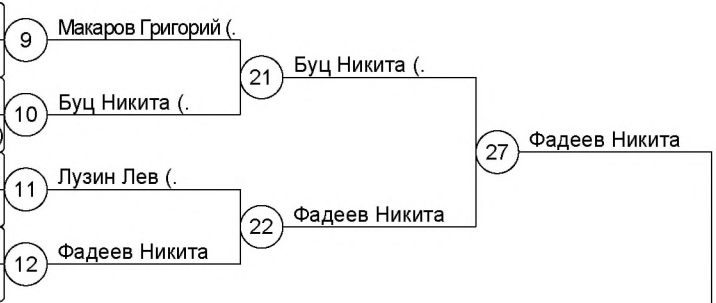 9 Макаров Григорий (.
21 Буц Никита (.
10 Буц Никита (.
27 Фадеев Никита
11 Лузин Лев (.
22 Фадеев Никита
12 Фадеев Никита